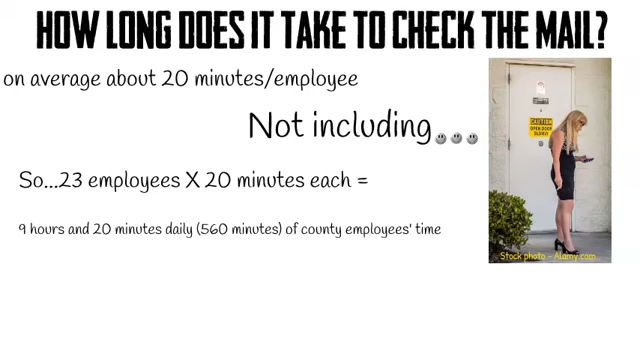 HOW LONG DOES IT TAKE TO CHECK THE MAIL?
on average about 20 minutes/employee
Not including...
So...23 employees X 20 minutes each =
9 hours and 20 minutes daily (560 minutes) of county employees' time
CAUTION
OPEN DOOR
SLOWLY
Stock photo - Alamy.com